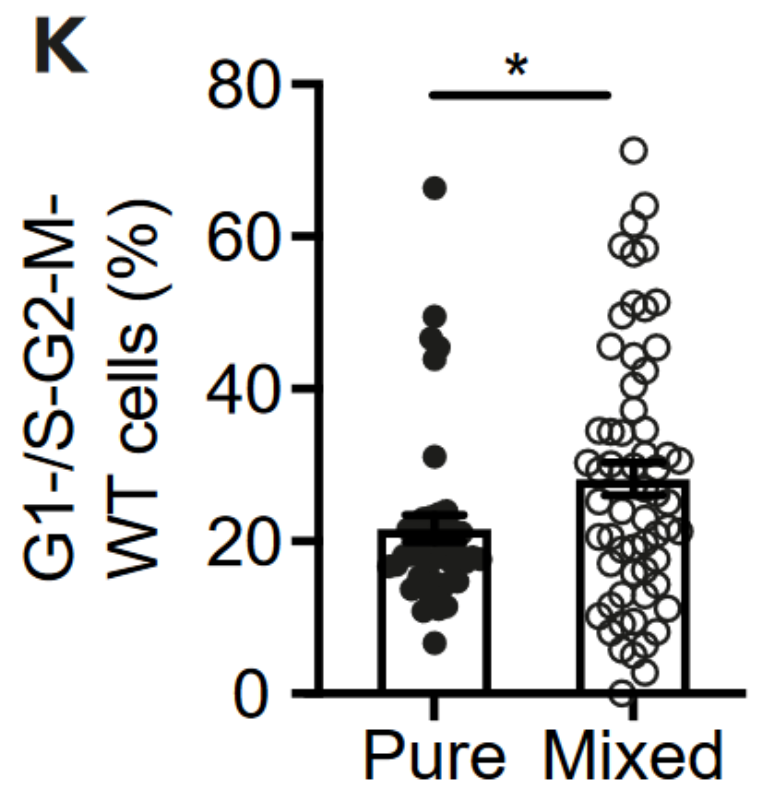 K
G1-/S-G2-M-
WT cells (%)
80
60
40
20
0
*
Pure Mixed